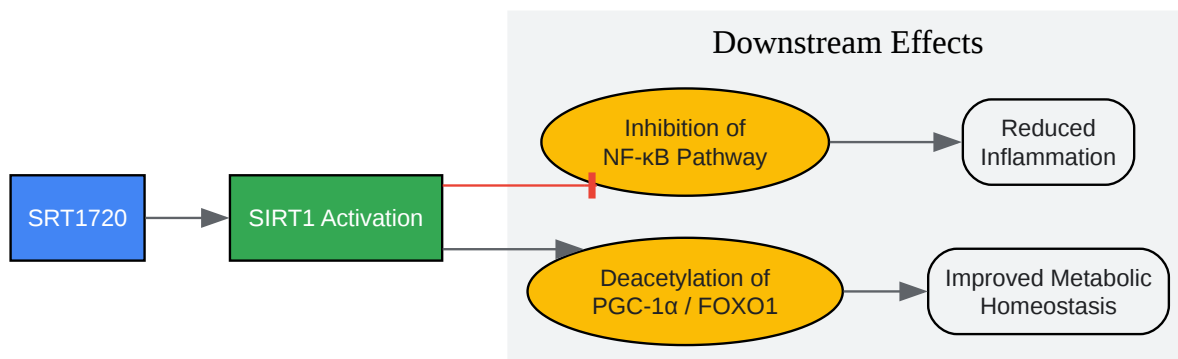 Downstream Effects
Inhibition of
NF-κB Pathway
Reduced
Inflammation
SRT1720
SIRT1 Activation
Deacetylation of
PGC-1α / FOXO1
Improved Metabolic
Homeostasis